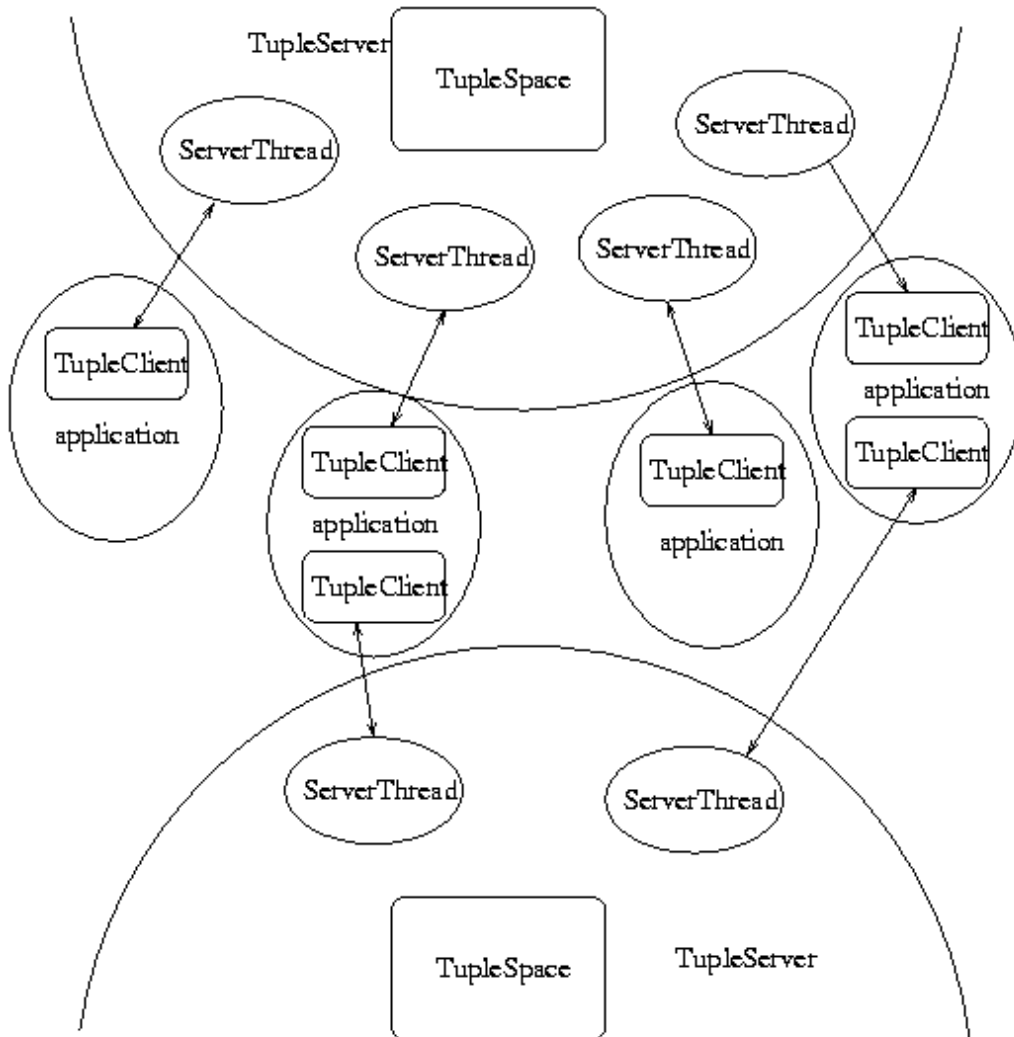 TupleServer
TupleSpace
ServerThread
ServerThread
ServerThread
ServerThread
TupleClient
application
TupleClient
application
TupleClient
TupleClient
application
TupleClient
application
TupleClient
ServerThread
ServerThread
TupleSpace
TupleServer